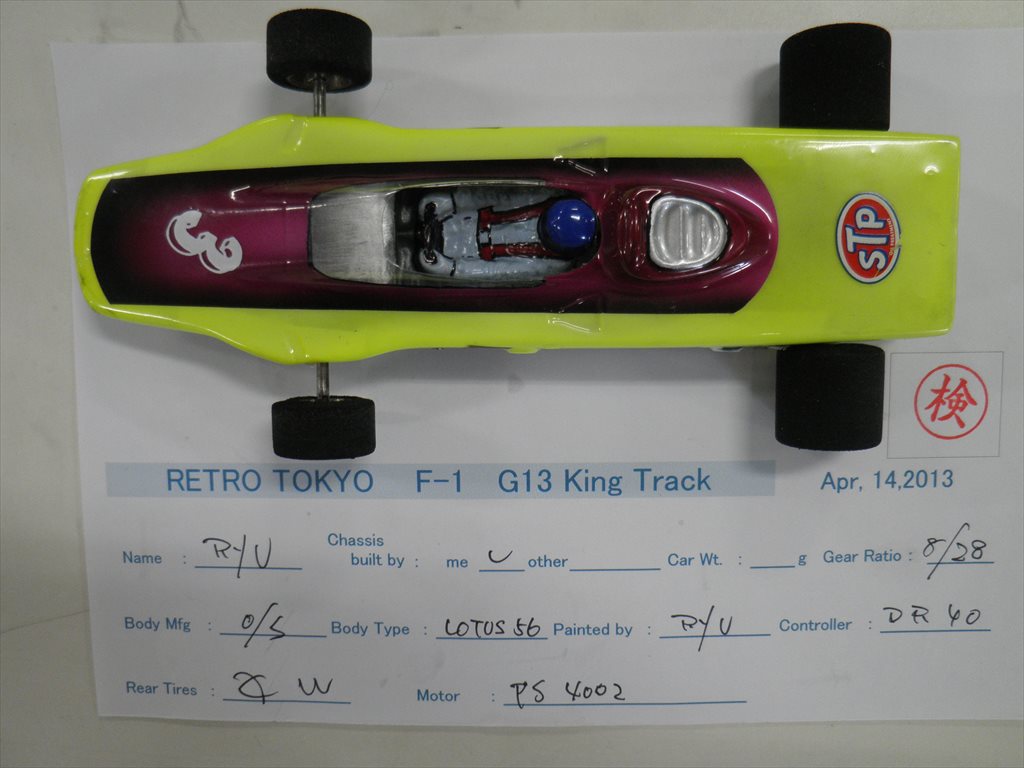 3
STP
検
RETRO TOKYO F-1 G13 King Track Apr, 14,2013
Name : RYU Chassis built by : me other Car Wt. : g Gear Ratio : 8/28
Body Mfg : O/S Body Type : LOTUS 56 Painted by : RYU Controller : DR 40
Rear Tires : W Motor : PS 4002